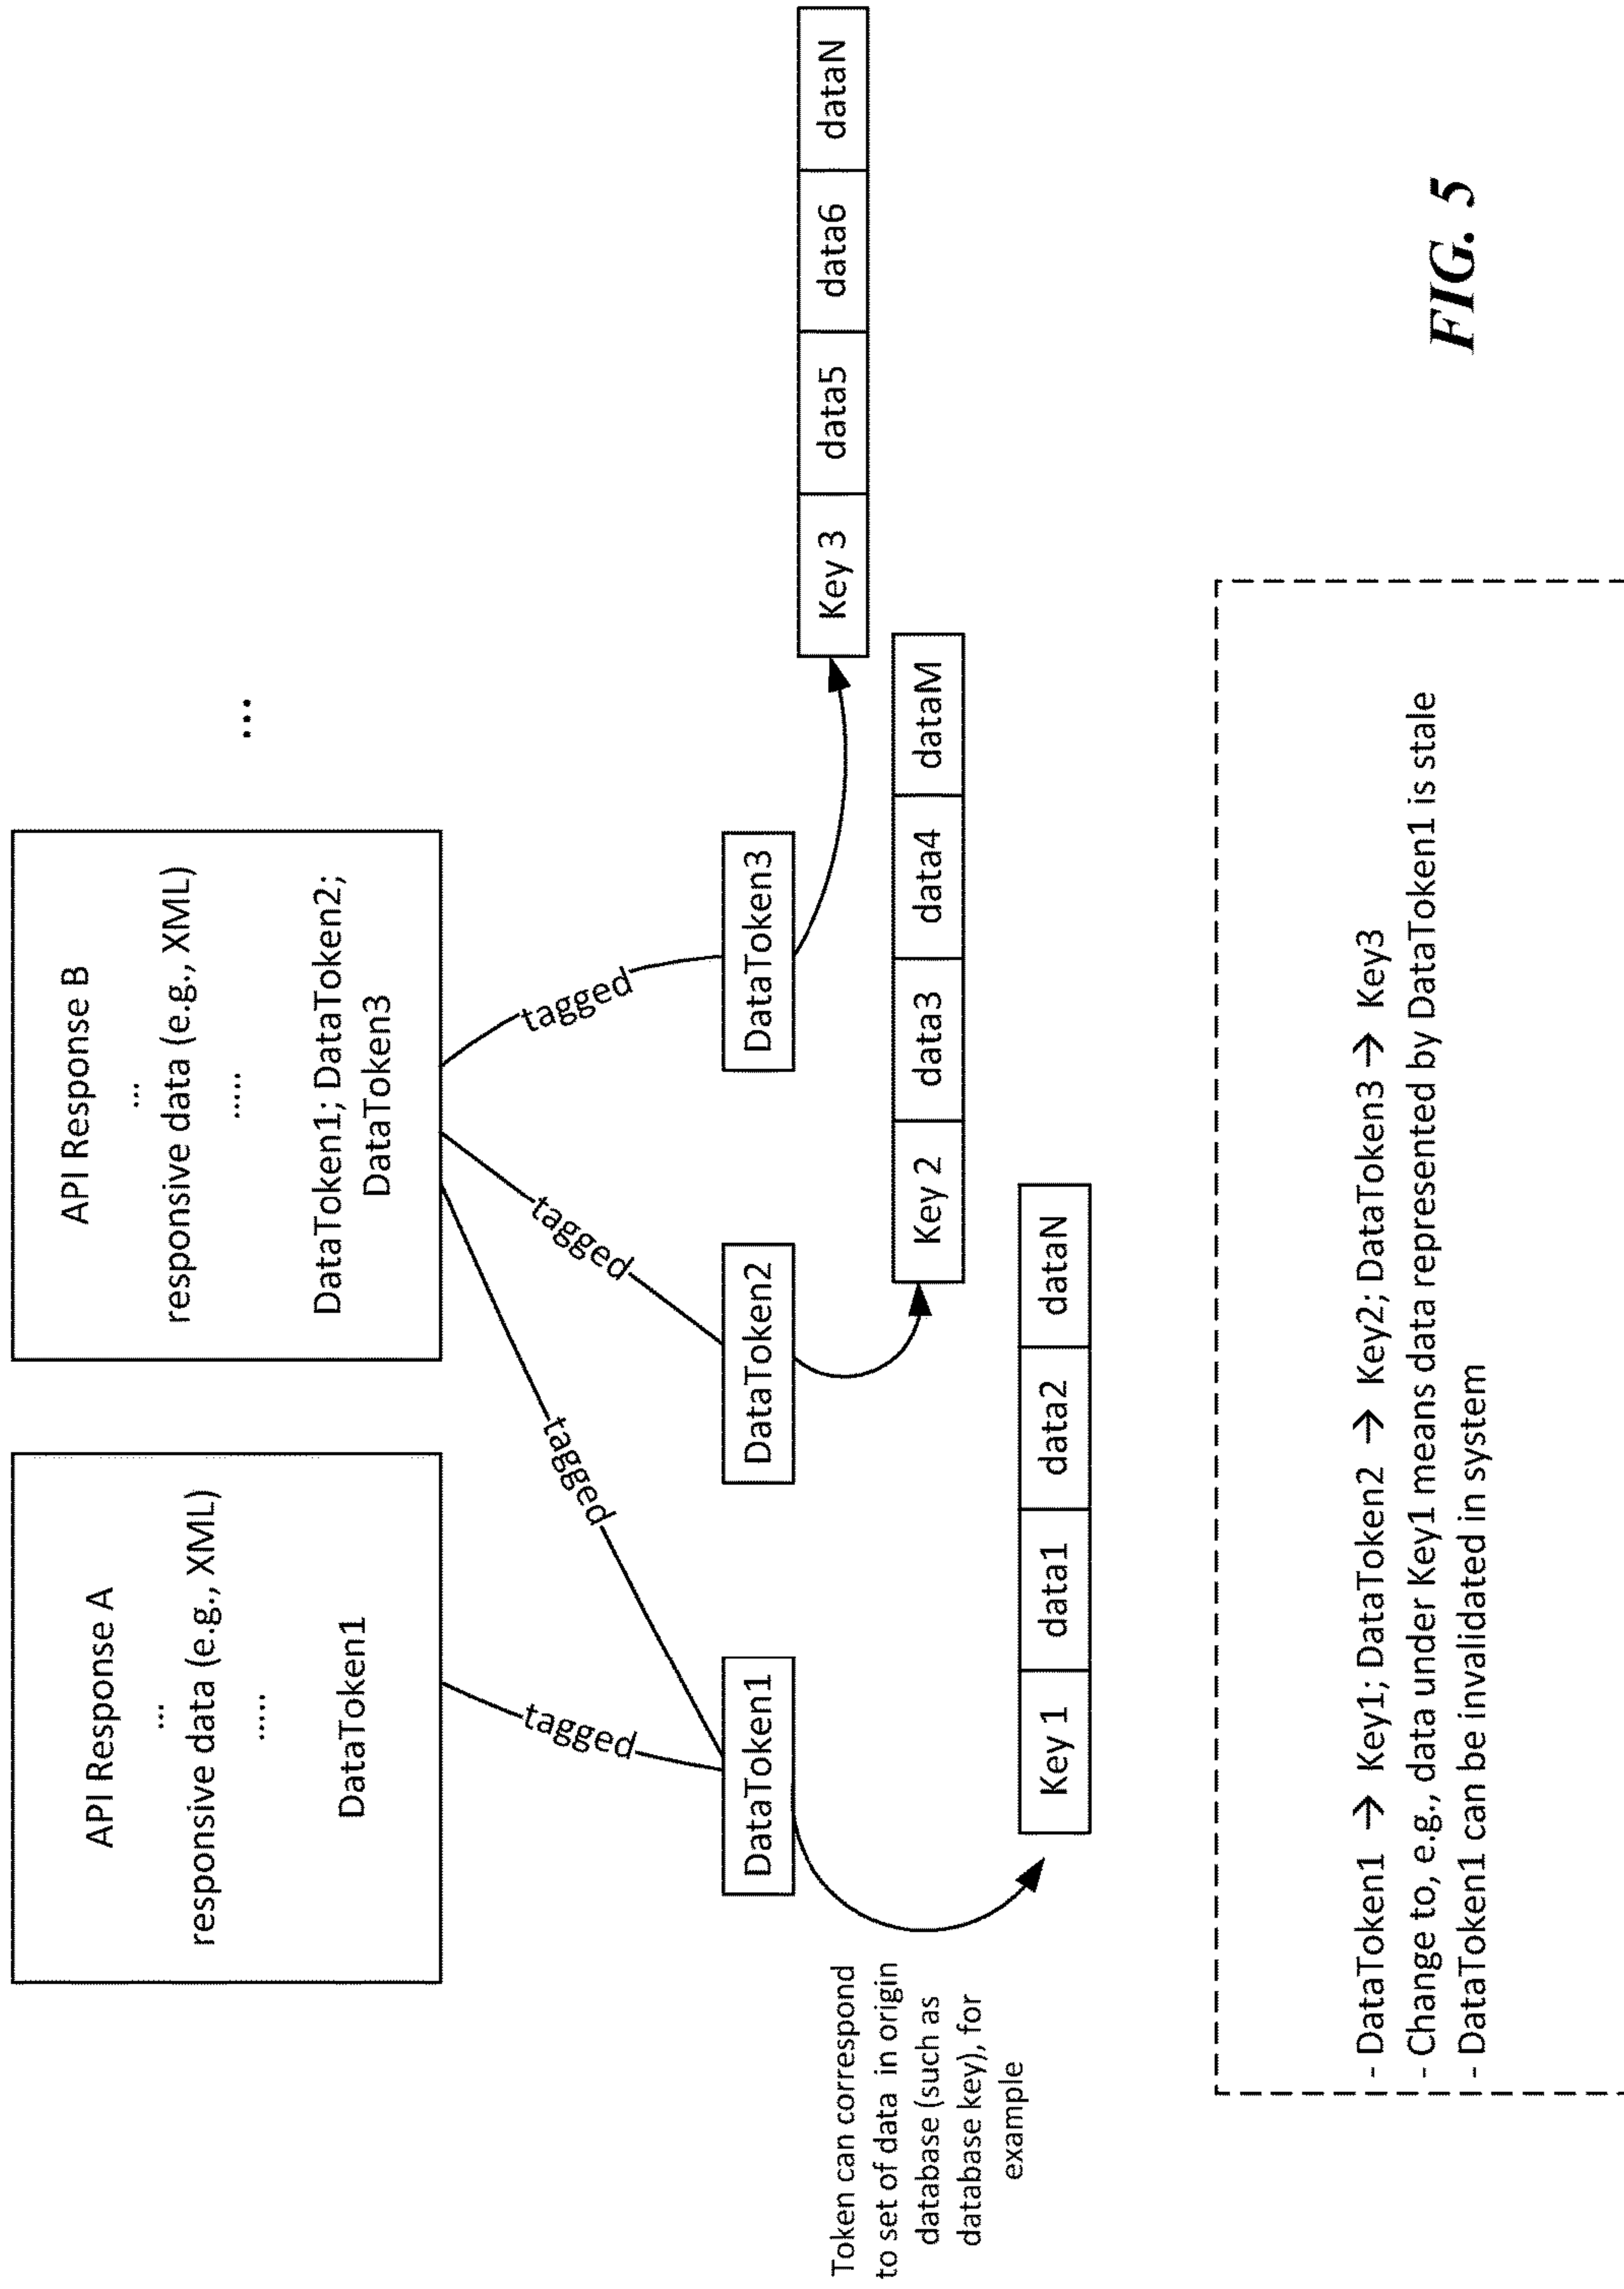 API Response A
...
responsive data (e.g., XML)
.....
DataToken1
API Response B
...
responsive data (e.g., XML)
.....
DataToken1; DataToken2;
DataToken3
...
tagged
tagged
tagged
tagged
DataToken1
DataToken2
DataToken3
Token can correspond
to set of data in origin
database (such as
database key), for
example
Key 3 data5 data6 dataN
Key 2 data3 data4 dataM
Key 1 data1 data2 dataN
- DataToken1 → Key1; DataToken2 → Key2; DataToken3 → Key3
- Change to, e.g., data under Key1 means data represented by DataToken1 is stale
- DataToken1 can be invalidated in system
FIG. 5